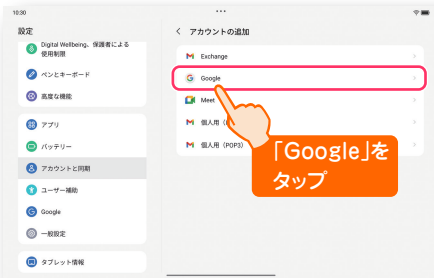 10:30
設定
Digital Wellbeing、保護者による
使用制限
ペンとキーボード
高度な機能
アプリ
バッテリー
アカウントと同期
ユーザー補助
Google
一般設定
タブレット情報
アカウントの追加
Exchange
Google
Meet
個人用
個人用（POP3）
「Google」を
タップ